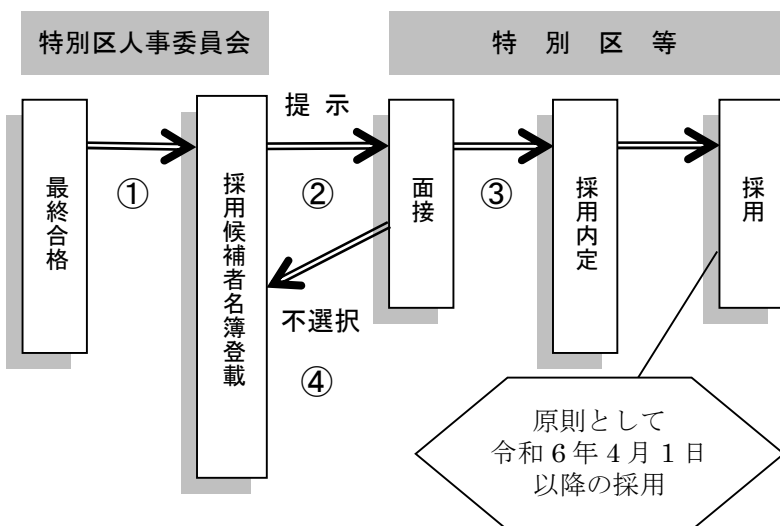 特別区人事委員会
特別区等
最終合格
①
採用候補者名簿登載
提示
②
不選択
④
面接
③
採用内定
採用
原則として
令和6年4月1日
以降の採用